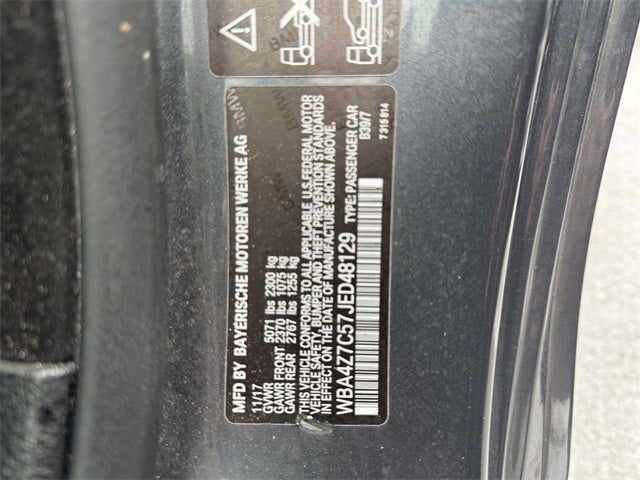 MFD BY BAYERISCHE MOTOREN WERKE AG
11/17
GVWR 5071 lbs 2300 kg
GAWR FRONT 2370 lbs 1075 kg
GAWR REAR 2767 lbs 1255 kg
*THIS VEHICLE CONFORMS TO ALL APPLICABLE U.S. FEDERAL MOTOR
VEHICLE SAFETY, BUMPER AND THEFT PREVENTION STANDARDS
IN EFFECT ON THE DATE OF MANUFACTURE SHOWN ABOVE.
WBA4Z7C57JED48129 TYPE: PASSENGER CAR
B39/7
7315814